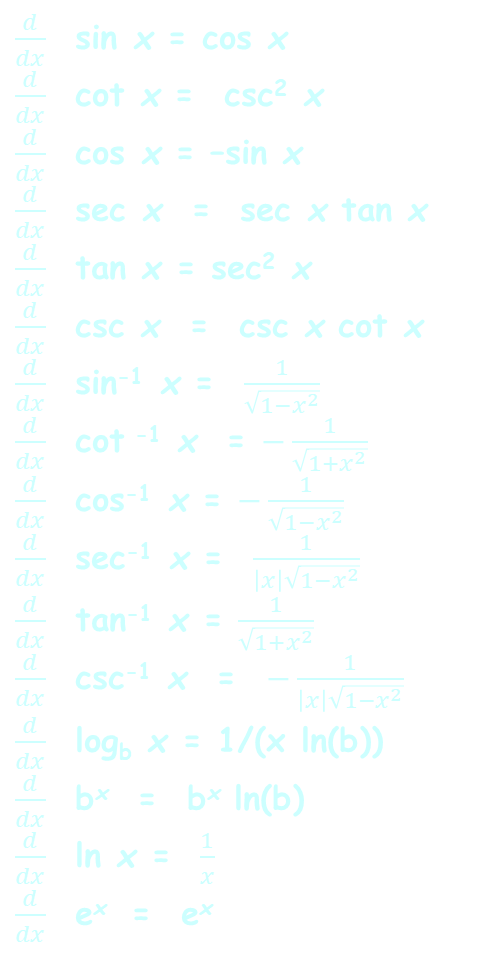 d/dx sin x = cos x
d/dx cot x = csc² x
d/dx cos x = –sin x
d/dx sec x = sec x tan x
d/dx tan x = sec² x
d/dx csc x = csc x cot x
d/dx sin⁻¹ x = 1/√(1−x²)
d/dx cot ⁻¹ x = − 1/√(1+x²)
d/dx cos⁻¹ x = − 1/√(1−x²)
d/dx sec⁻¹ x = 1/(|x|√(1−x²))
d/dx tan⁻¹ x = 1/√(1+x²)
d/dx csc⁻¹ x = − 1/(|x|√(1−x²))
d/dx log_b x = 1/(x ln(b))
d/dx bˣ = bˣ ln(b)
d/dx ln x = 1/x
d/dx eˣ = eˣ